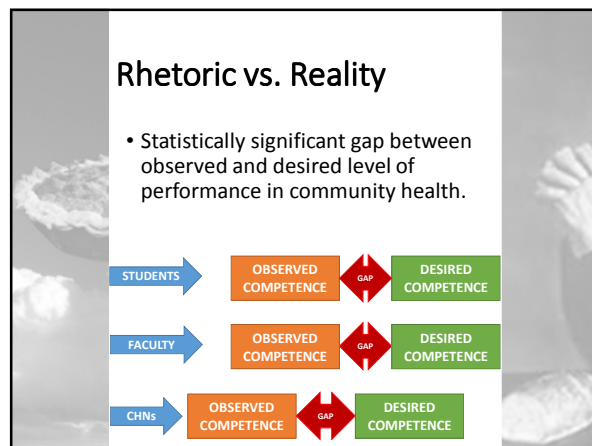 Rhetoric vs. Reality
• Statistically significant gap between
observed and desired level of
performance in community health.
STUDENTS
OBSERVED
COMPETENCE
GAP
DESIRED
COMPETENCE
FACULTY
OBSERVED
COMPETENCE
GAP
DESIRED
COMPETENCE
CHNs
OBSERVED
COMPETENCE
GAP
DESIRED
COMPETENCE